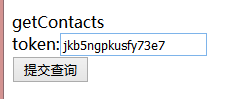 getContacts
token:jkb5ngpkusfy73e7
提交查询